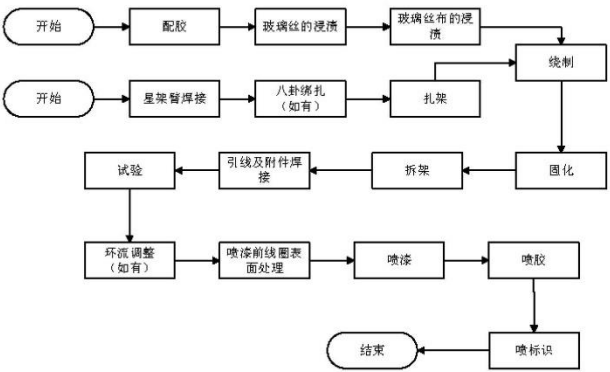 开始
配胶
玻璃丝的浸渍
玻璃丝布的浸
渍
绕制
开始
星架臂焊接
八卦绑扎
（如有）
扎架
试验
引线及附件焊
接
拆架
固化
环流调整
（如有）
喷漆前线圈表
面处理
喷漆
喷胶
结束
喷标识